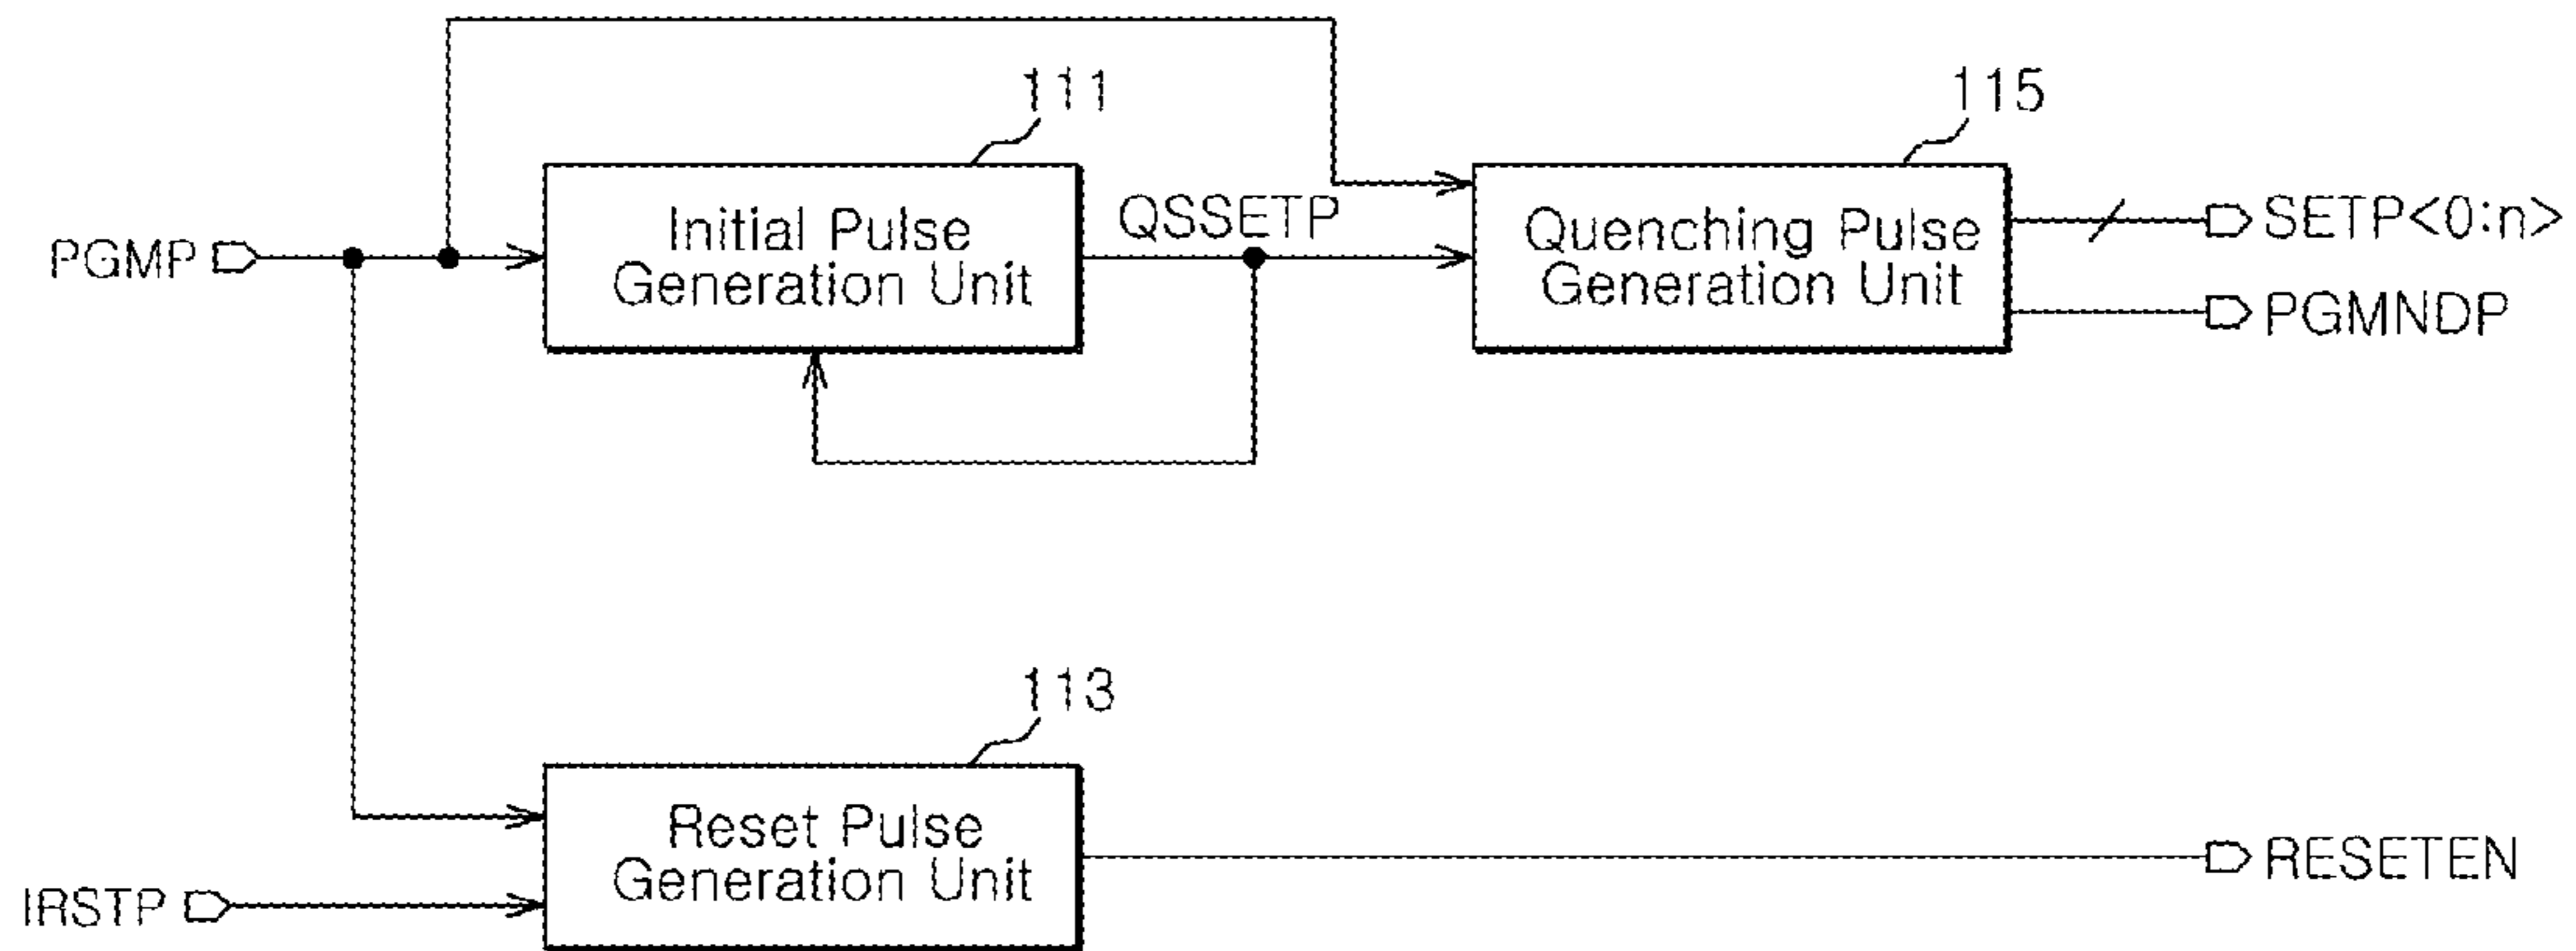 111
115
PGMP
Initial Pulse
Generation Unit
QSSETP
Quenching Pulse
Generation Unit
SETP<0:n>
PGMNDP
113
IRSTP
Reset Pulse
Generation Unit
RESETEN